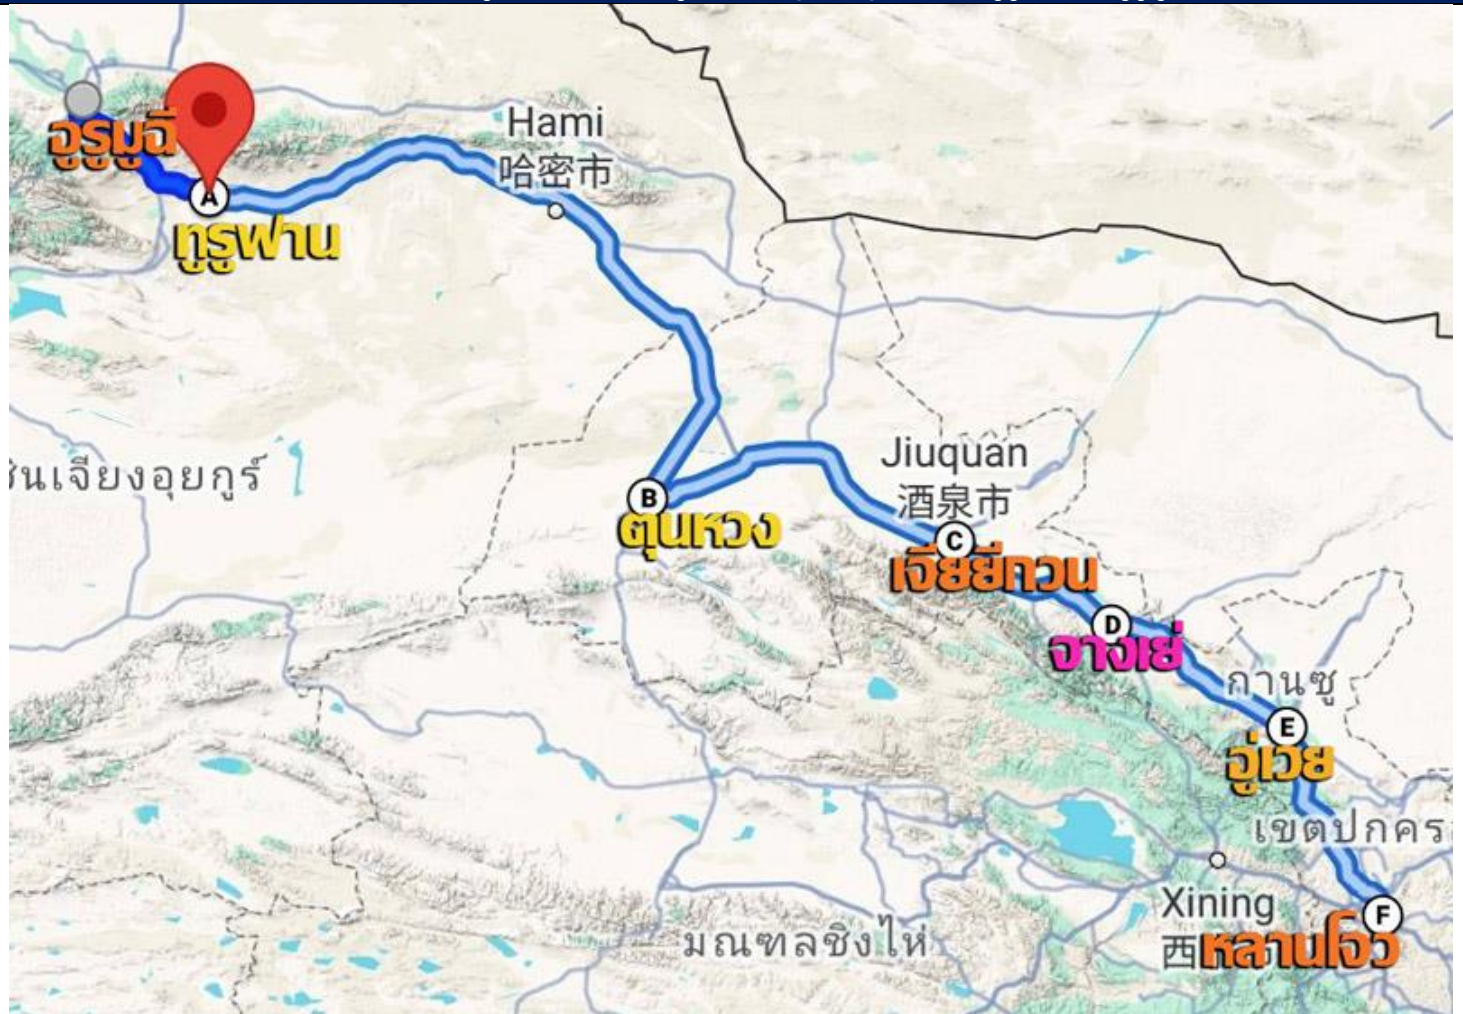 Hami
哈密市
อูรูมูฉี
A
ทูรูฟาน
Jiuquan
酒泉市
นเจียงอุยกูร์
B
ตุนหวง
C
เจียยี่กวน
D
จางเย่
กานซู
E
อู่เวย
เขตปกคร
Xining
西
F
หลานโจว
มณฑลชิงไห่